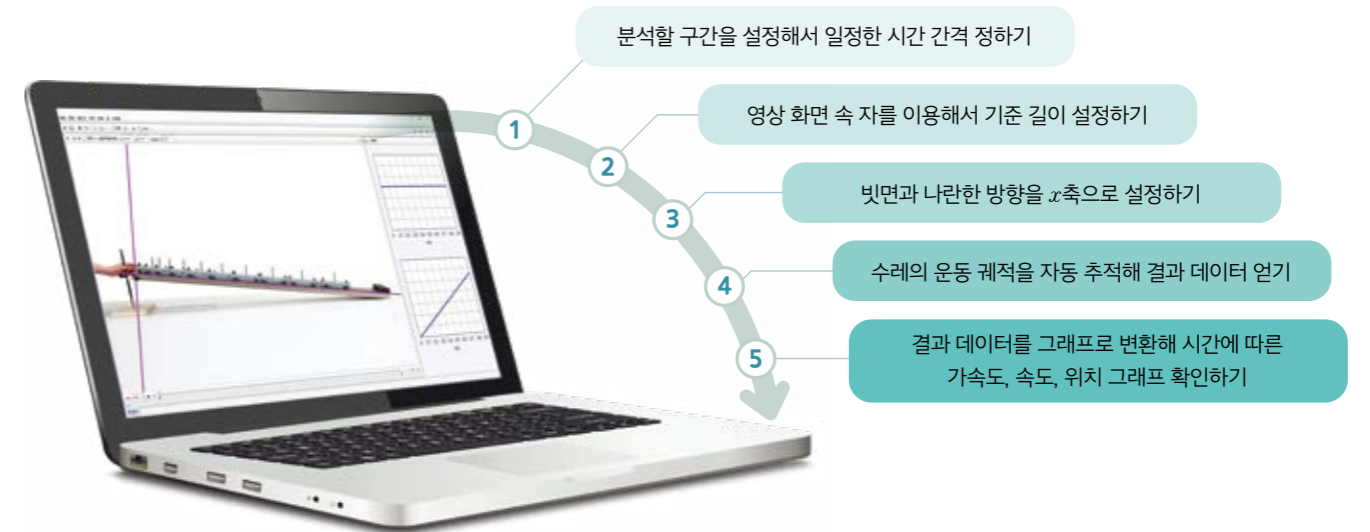 분석할 구간을 설정해서 일정한 시간 간격 정하기
1
영상 화면 속 자를 이용해서 기준 길이 설정하기
2
빗면과 나란한 방향을 x축으로 설정하기
3
수레의 운동 궤적을 자동 추적해 결과 데이터 얻기
4
결과 데이터를 그래프로 변환해 시간에 따른
가속도, 속도, 위치 그래프 확인하기
5